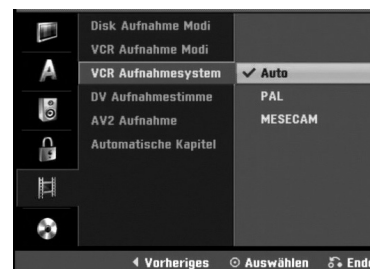 Disk Aufnahme Modi
VCR Aufnahme Modi
VCR Aufnahmesystem ✓ Auto
DV Aufnahmestimme PAL
AV2 Aufnahme MESECAM
Automatische Kapitel
A
Vorheriges Auswählen Ende